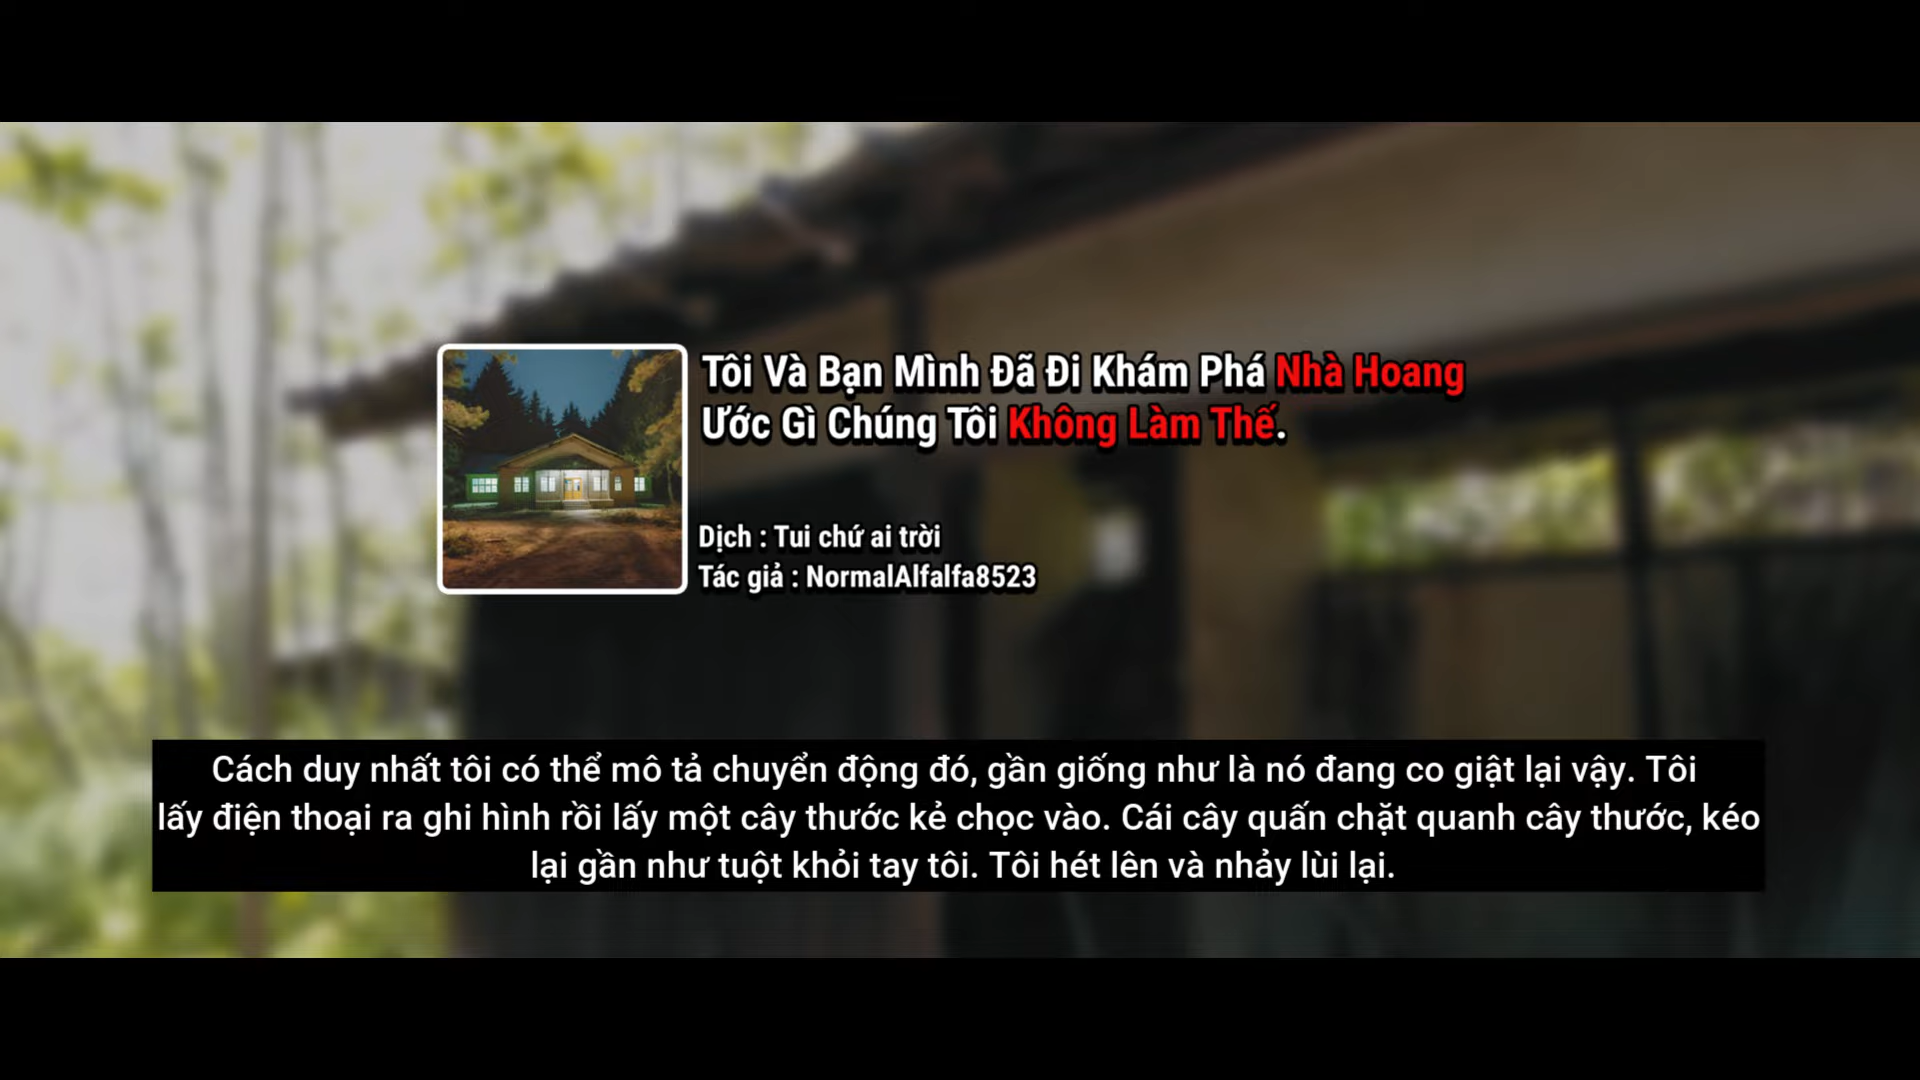 Tôi Và Bạn Mình Đã Đi Khám Phá Nhà Hoang
Ước Gì Chúng Tôi Không Làm Thế.
Dịch : Tui chứ ai trời
Tác giả : NormalAlfalfa8523
Cách duy nhất tôi có thể mô tả chuyển động đó, gần giống như là nó đang co giật lại vậy. Tôi
lấy điện thoại ra ghi hình rồi lấy một cây thước kẻ chọc vào. Cái cây quấn chặt quanh cây thước, kéo
lại gần như tuột khỏi tay tôi. Tôi hét lên và nhảy lùi lại.